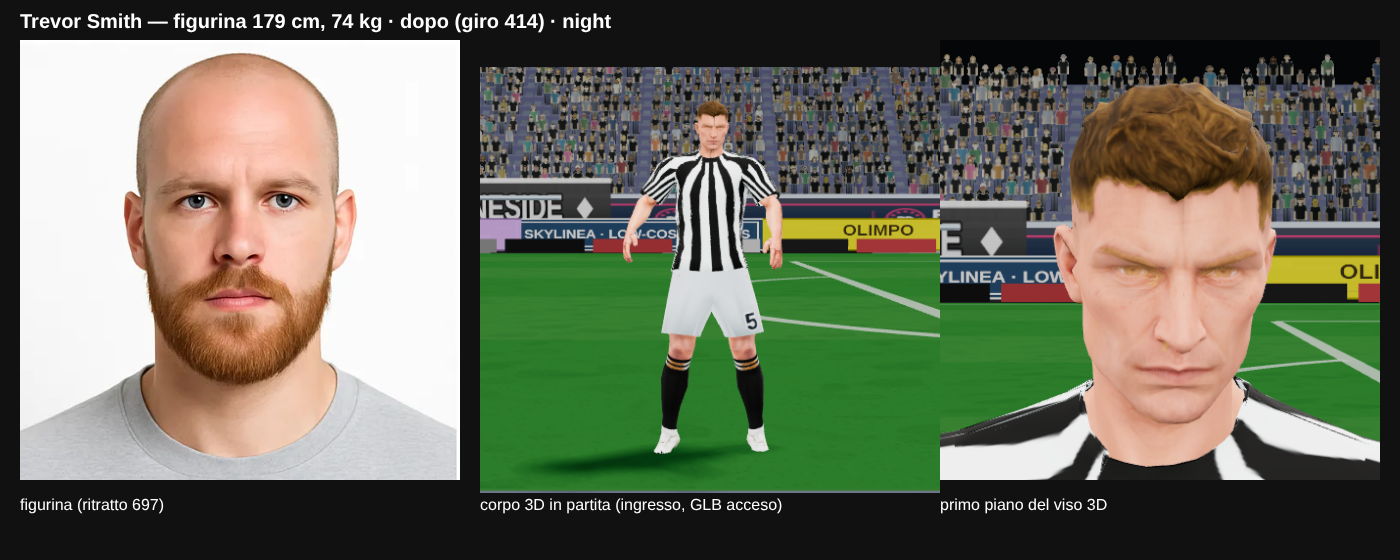 Trevor Smith — figurina 179 cm, 74 kg · dopo (giro 414) · night
NESIDE
SKYLINEA · LOW-COS
S
OLIMPO
5
E
YLINEA · LOW
OLI
figurina (ritratto 697)
corpo 3D in partita (ingresso, GLB acceso)
primo piano del viso 3D